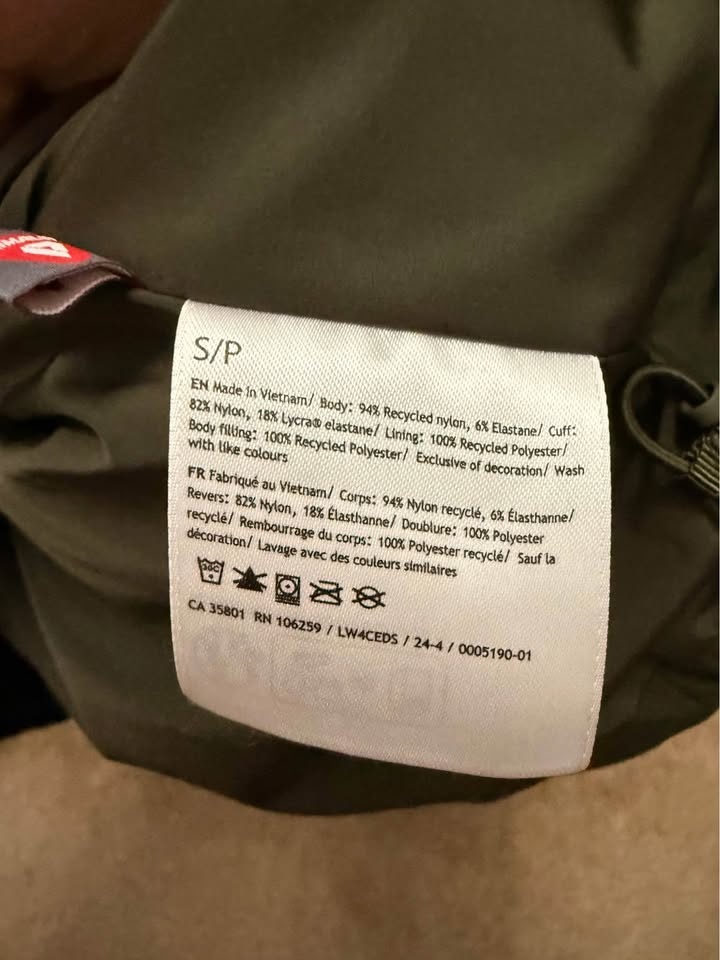 S/P
EN Made in Vietnam/ Body: 94% Recycled nylon, 6% Elastane/ Cuff:
82% Nylon, 18% Lycra® elastane/ Lining: 100% Recycled Polyester/
Body filling: 100% Recycled Polyester/ Exclusive of decoration/ Wash
with like colours
FR Fabriqué au Vietnam/ Corps: 94% Nylon recyclé, 6% Élasthanne/
Revers: 82% Nylon, 18% Élasthanne/ Doublure: 100% Polyester
recyclé/ Rembourrage du corps: 100% Polyester recyclé/ Sauf la
décoration/ Lavage avec des couleurs similaires
30C
CA 35801 RN 106259 / LW4CEDS / 24-4 / 0005190-01